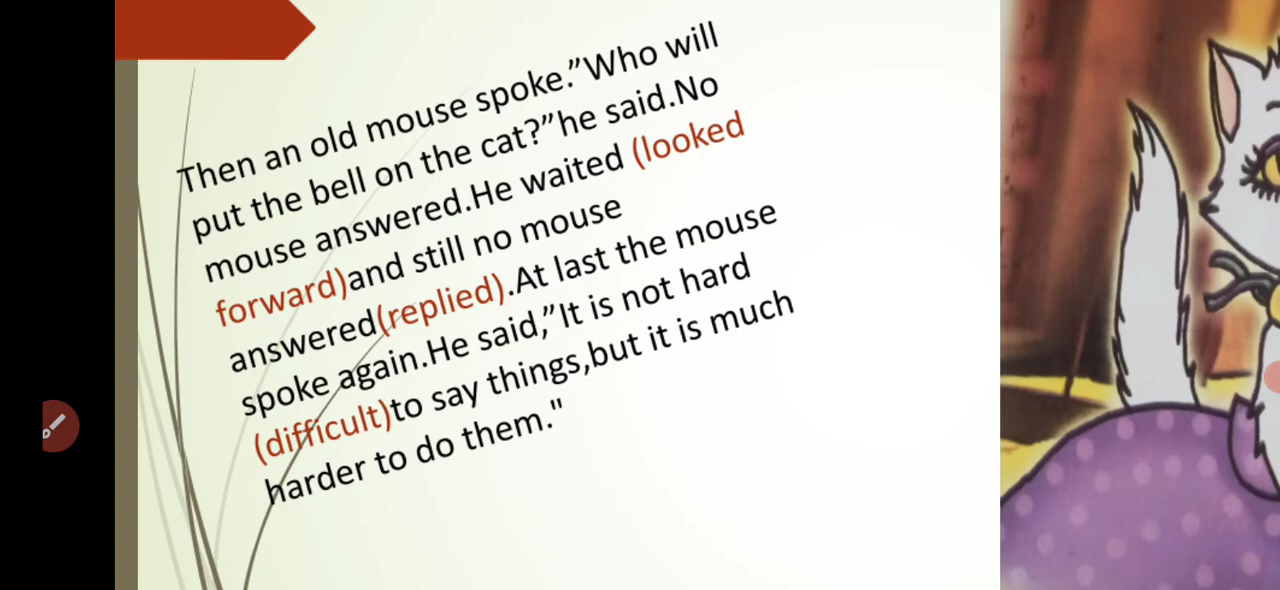 Then an old mouse spoke.”Who will
put the bell on the cat?”he said.No
mouse answered.He waited (looked
forward)and still no mouse
answered(replied).At last the mouse
spoke again.He said,”It is not hard
(difficult)to say things,but it is much
harder to do them."